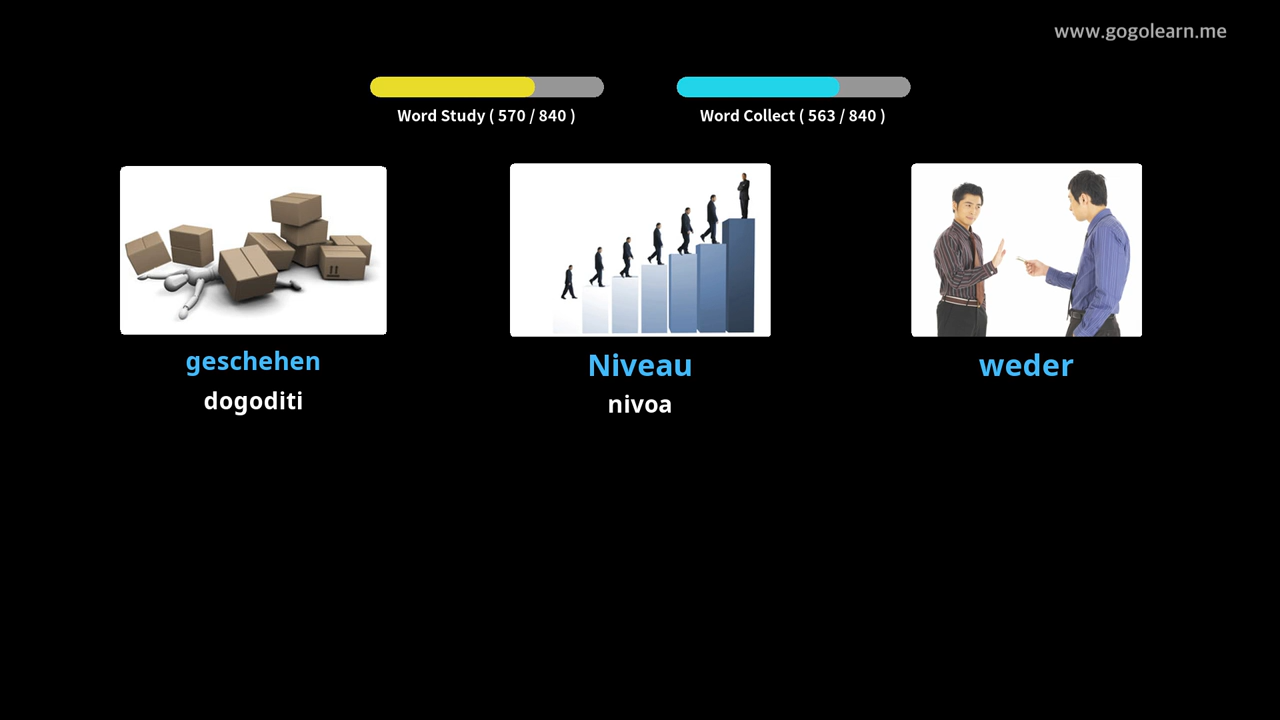 www.gogolearn.me
Word Study ( 570 / 840 )
Word Collect ( 563 / 840 )
geschehen
dogoditi
Niveau
nivoa
weder